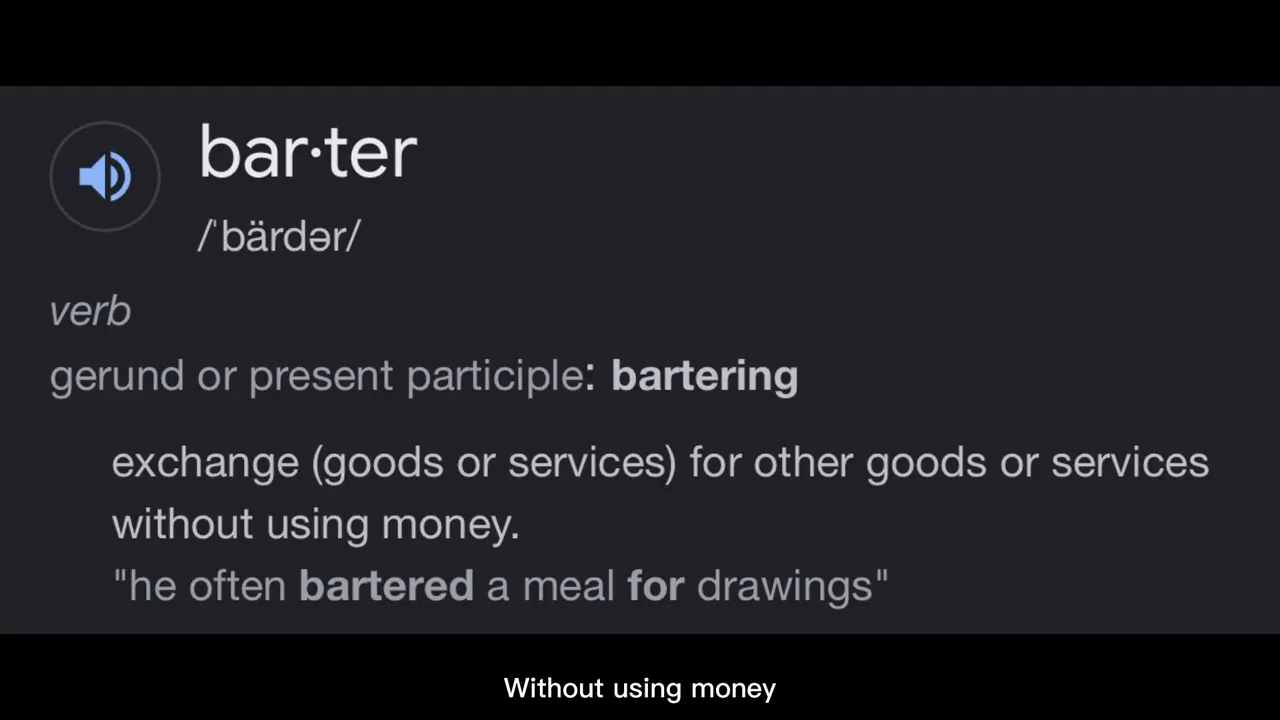 bar·ter
/ˈbärdər/
verb
gerund or present participle: bartering
exchange (goods or services) for other goods or services
without using money.
"he often bartered a meal for drawings"
Without using money